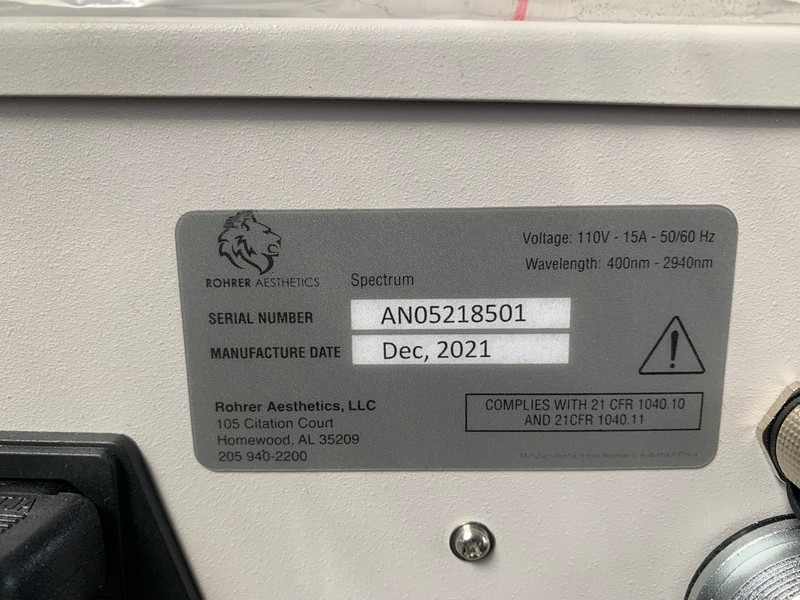 ROHRER AESTHETICS
Spectrum
Voltage: 110V - 15A - 50/60 Hz
Wavelength: 400nm - 2940nm
SERIAL NUMBER AN05218501
MANUFACTURE DATE Dec, 2021
Rohrer Aesthetics, LLC
105 Citation Court
Homewood, AL 35209
205 940-2200
COMPLIES WITH 21 CFR 1040.10
AND 21CFR 1040.11